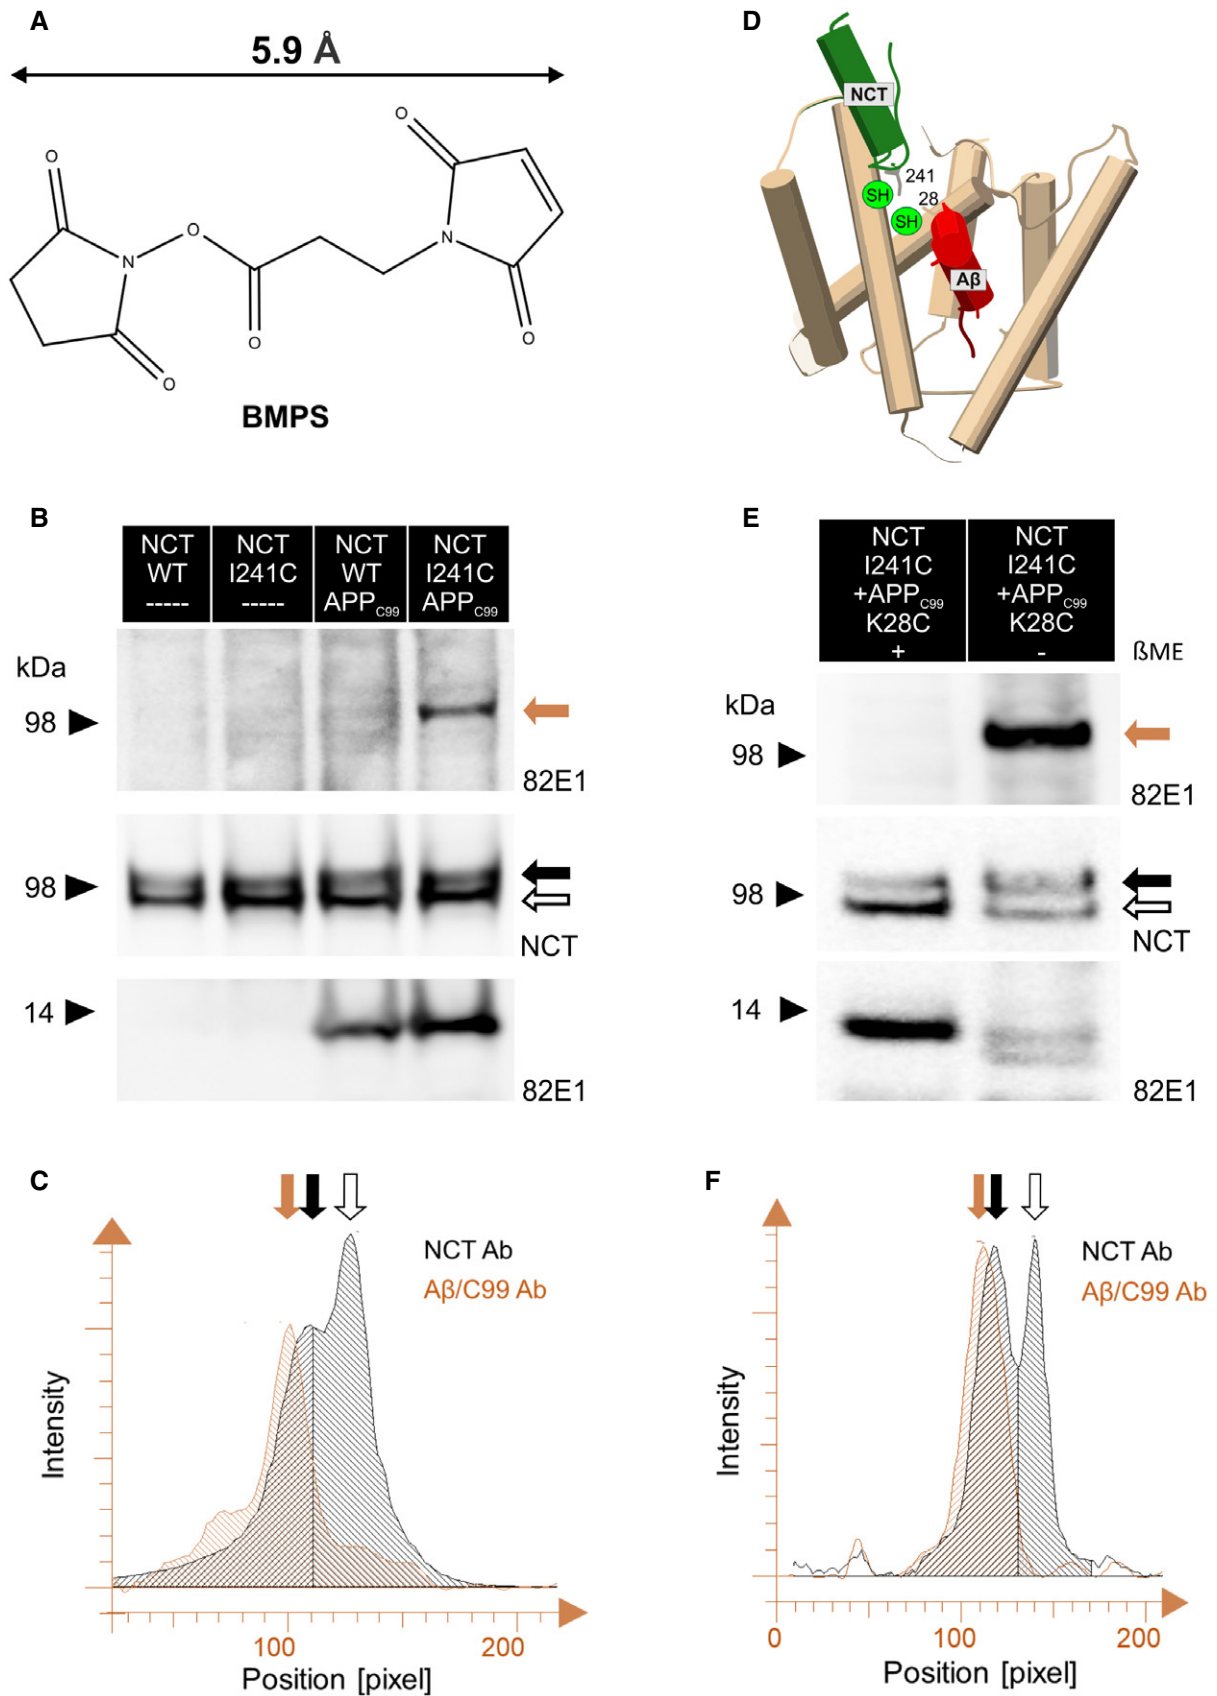 A
5.9 Å
O
O
O
N
O
N
O
O
O
BMPS
D
NCT
241
SH
28
SH
Aβ
B
NCT
WT
-----
NCT
I241C
-----
NCT
WT
APPC99
NCT
I241C
APPC99
kDa
98
82E1
98
NCT
14
82E1
E
NCT
I241C
+APPC99
K28C
+
NCT
I241C
+APPC99
K28C
-
ßME
kDa
98
82E1
98
NCT
14
82E1
C
NCT Ab
Aβ/C99 Ab
Intensity
100
200
Position [pixel]
F
NCT Ab
Aβ/C99 Ab
Intensity
0
100
200
Position [pixel]